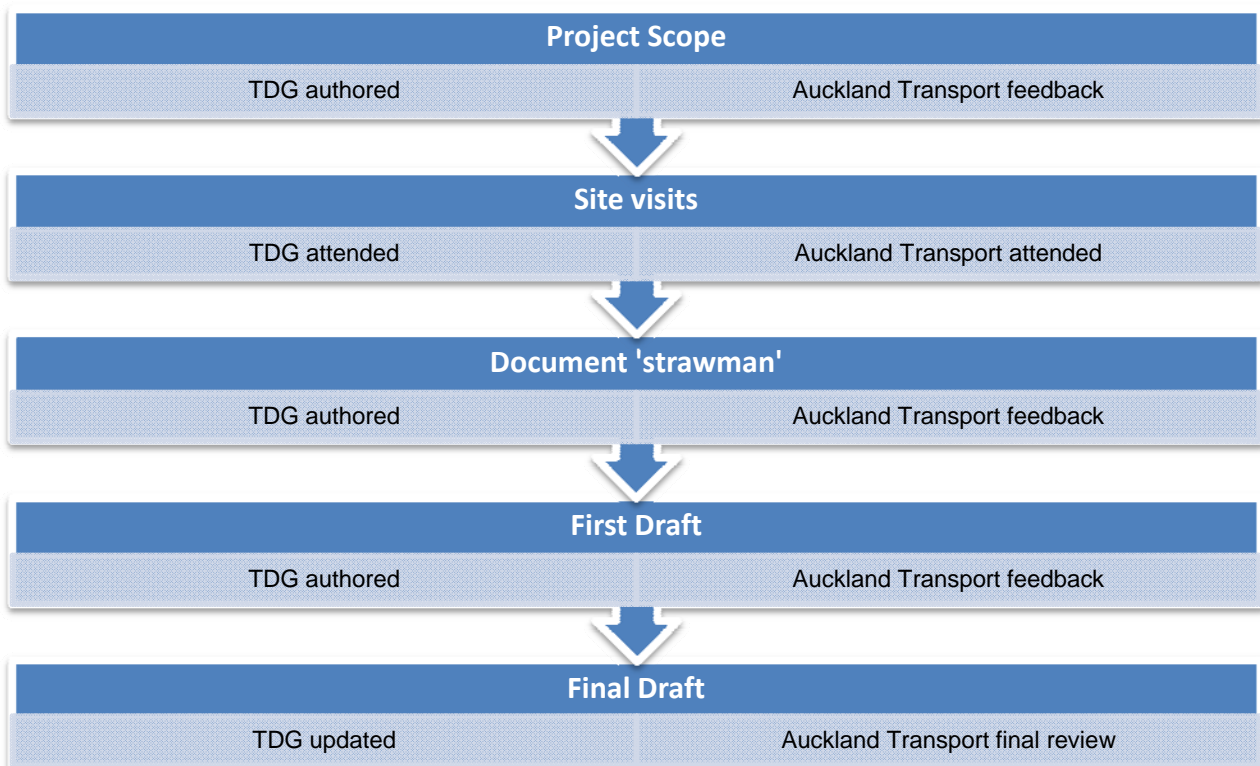 Project Scope
TDG authored
Auckland Transport feedback
Site visits
TDG attended
Auckland Transport attended
Document 'strawman'
TDG authored
Auckland Transport feedback
First Draft
TDG authored
Auckland Transport feedback
Final Draft
TDG updated
Auckland Transport final review